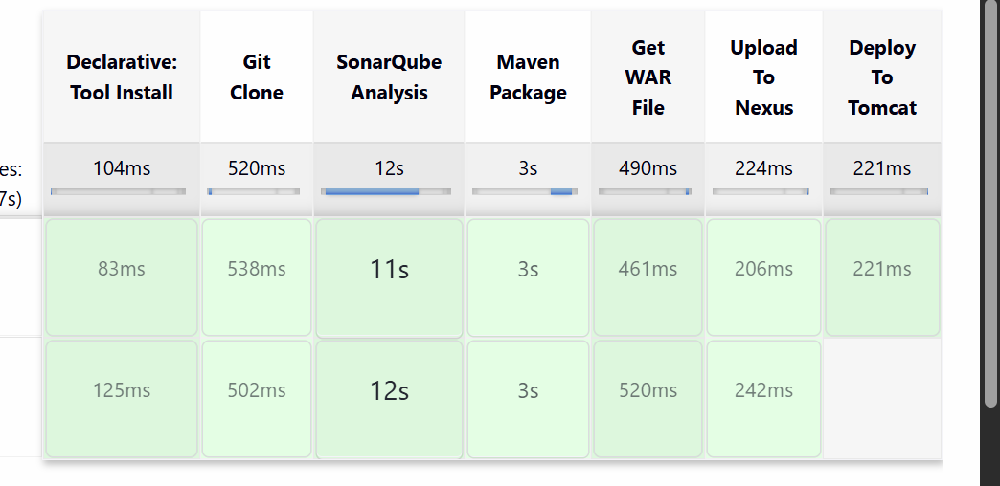 Declarative: Tool Install
Git Clone
SonarQube Analysis
Maven Package
Get WAR File
Upload To Nexus
Deploy To Tomcat
es:
7s)
104ms 520ms 12s 3s 490ms 224ms 221ms
83ms 538ms 11s 3s 461ms 206ms 221ms
125ms 502ms 12s 3s 520ms 242ms